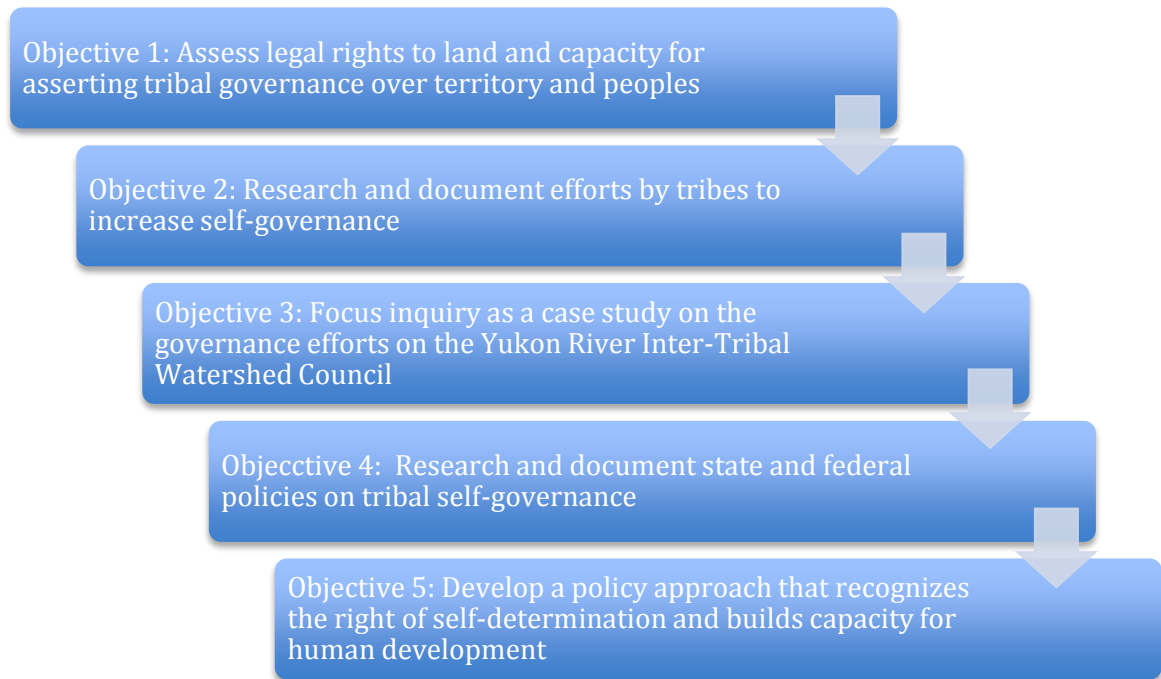 Objective 1: Assess legal rights to land and capacity for
asserting tribal governance over territory and peoples
Objective 2: Research and document efforts by tribes to
increase self-governance
Objective 3: Focus inquiry as a case study on the
governance efforts on the Yukon River Inter-Tribal
Watershed Council
Objecctive 4:  Research and document state and federal
policies on tribal self-governance
Objective 5: Develop a policy approach that recognizes
the right of self-determination and builds capacity for
human development